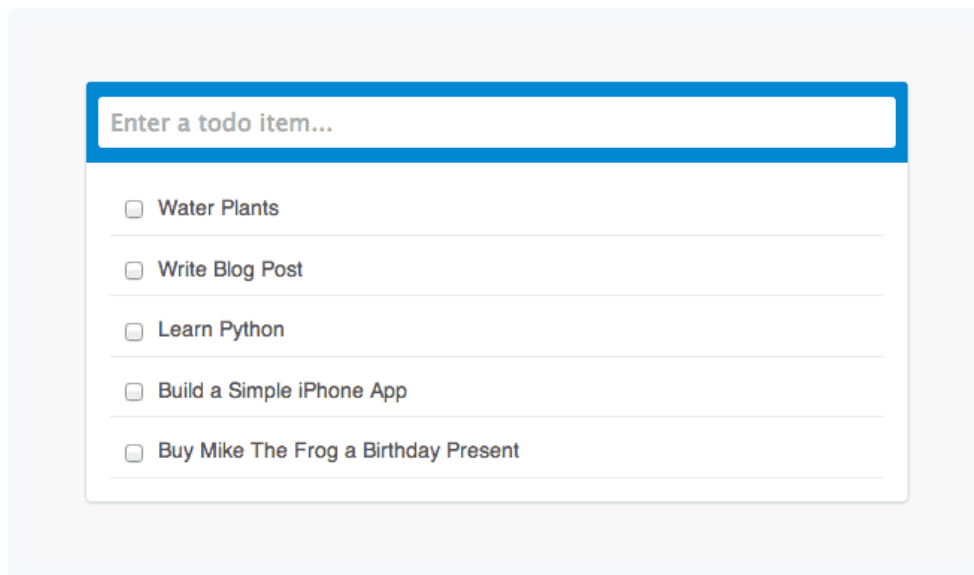 Enter a todo item...
Water Plants
Write Blog Post
Learn Python
Build a Simple iPhone App
Buy Mike The Frog a Birthday Present